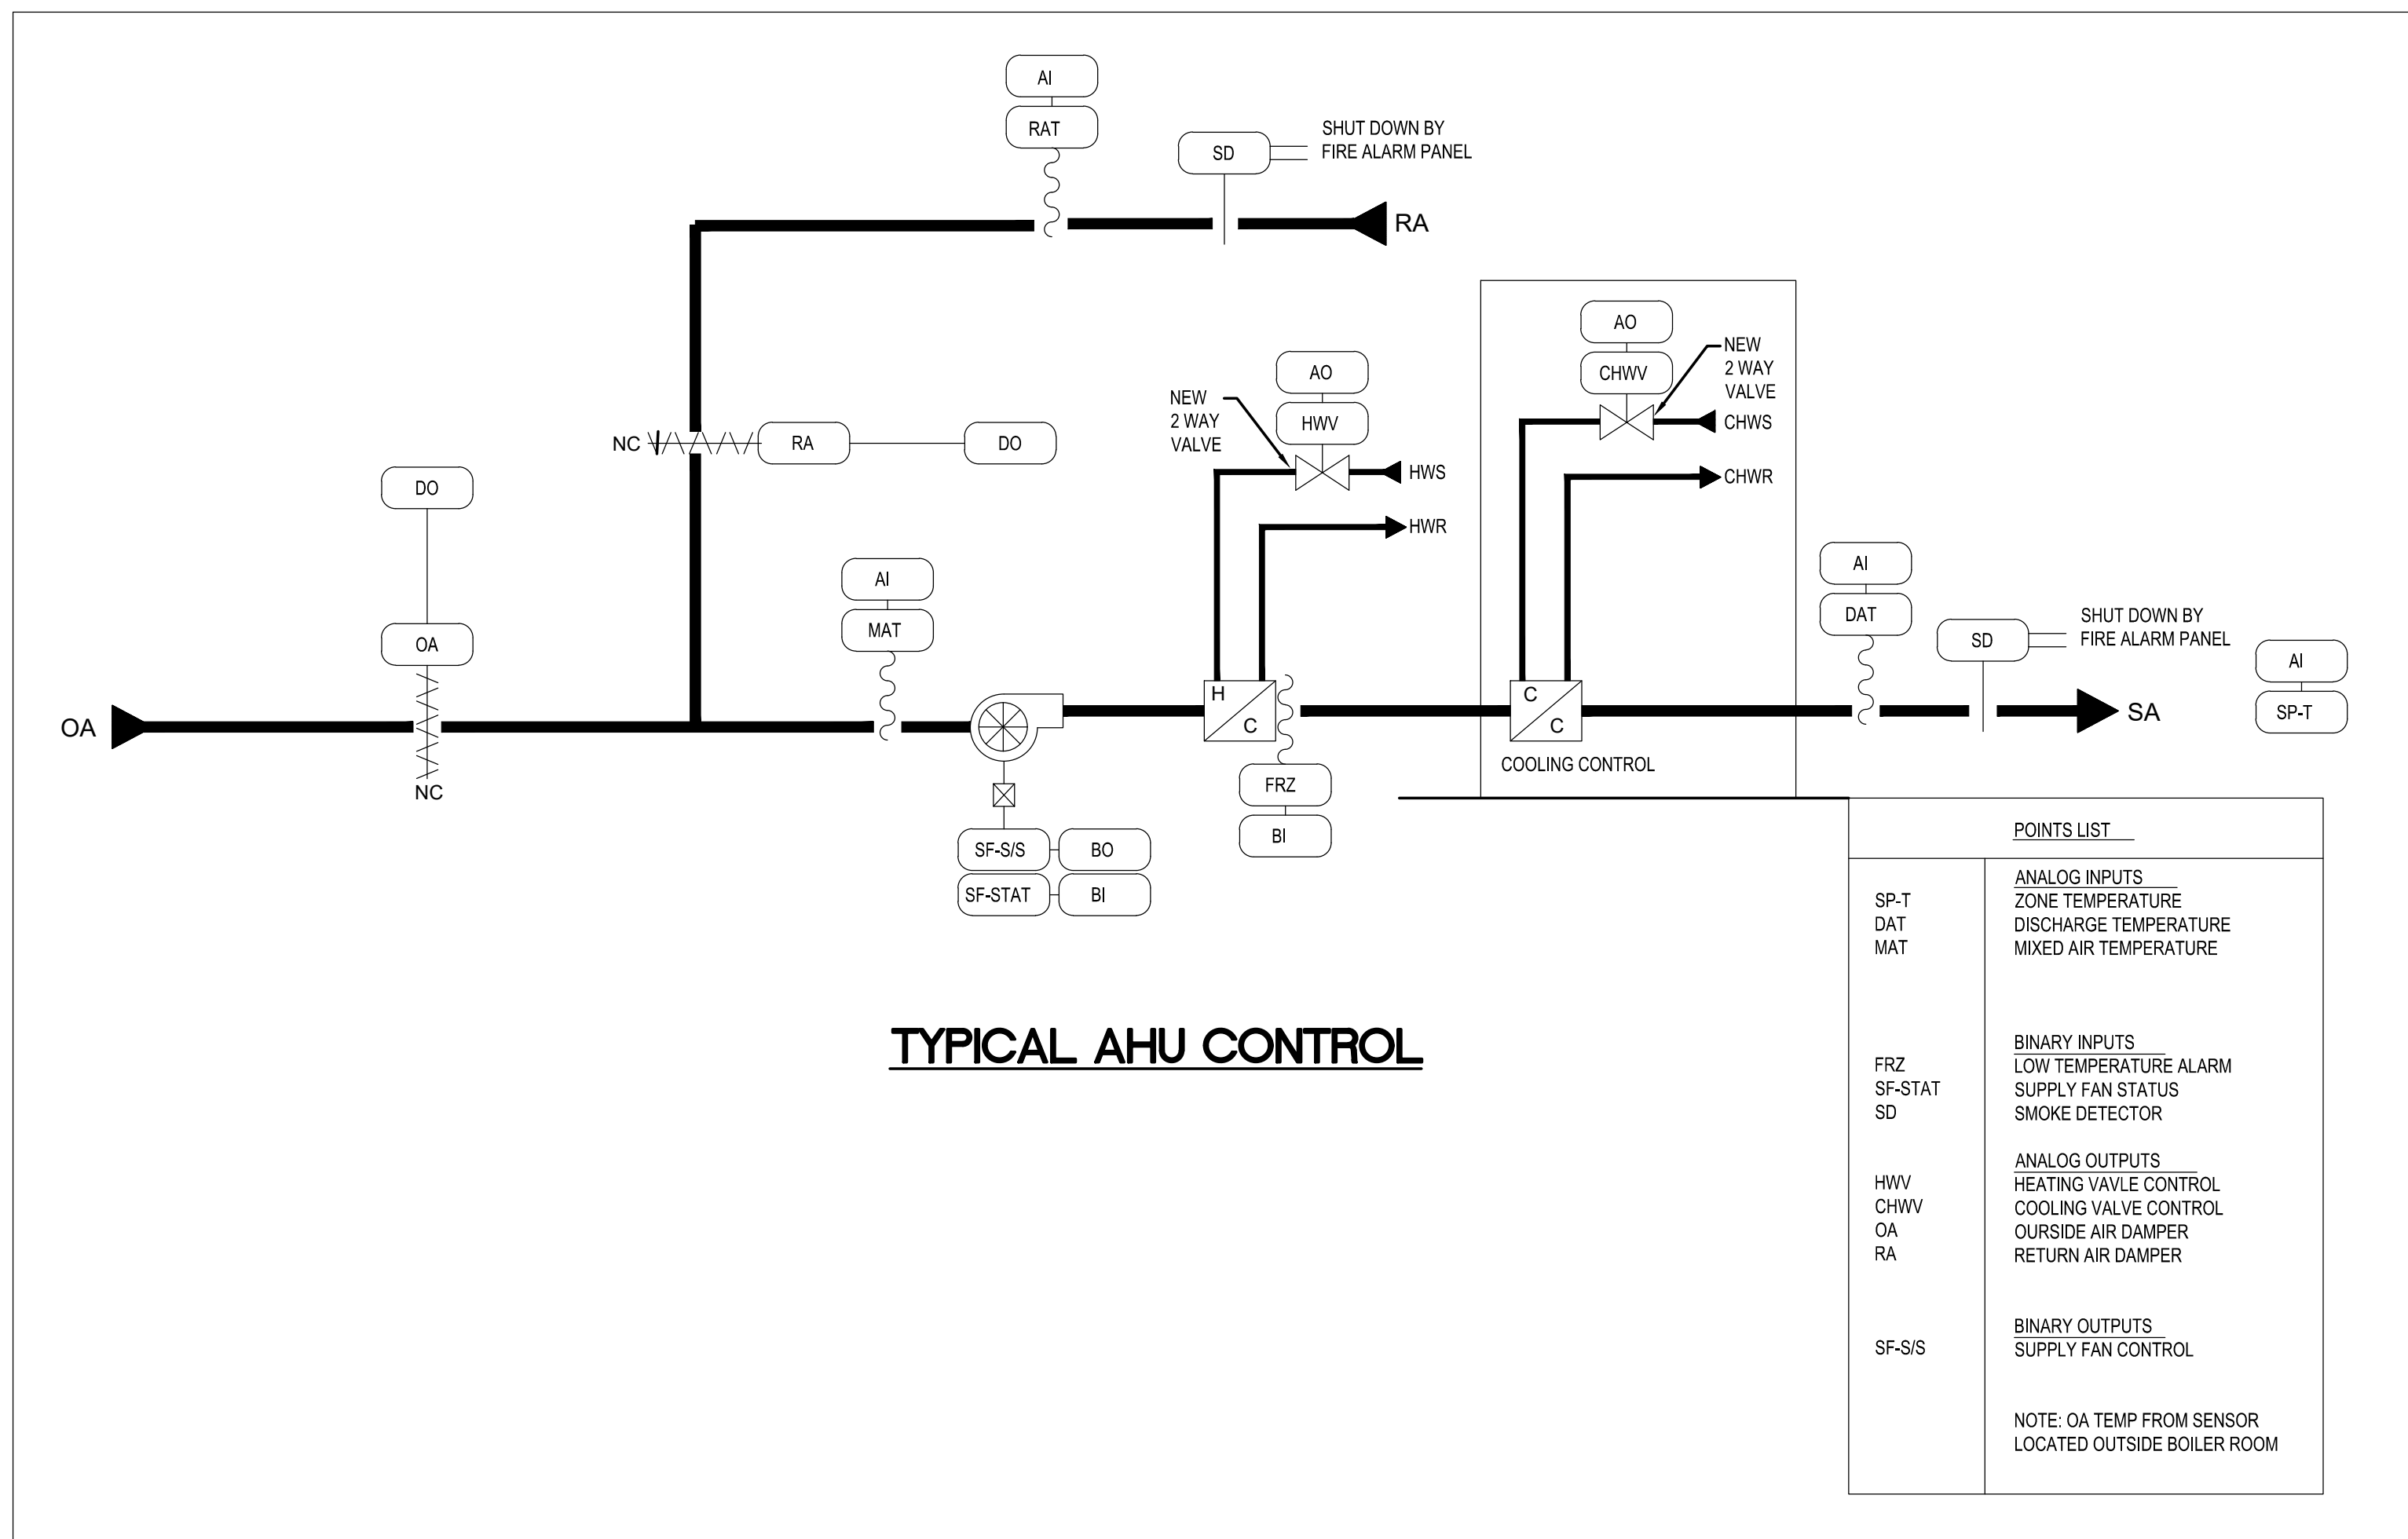 AI
RAT
SD
SHUT DOWN BY
FIRE ALARM PANEL
RA
AO
CHWV
NEW
2 WAY
VALVE
CHWS
CHWR
AO
HWV
NEW
2 WAY
VALVE
HWS
HWR
NC
RA
DO
DO
OA
AI
MAT
AI
DAT
SD
SHUT DOWN BY
FIRE ALARM PANEL
AI
SP-T
OA
NC
H
C
C
C
SA
COOLING CONTROL
FRZ
BI
SF-S/S
BO
SF-STAT
BI
POINTS LIST
ANALOG INPUTS
SP-T ZONE TEMPERATURE
DAT DISCHARGE TEMPERATURE
MAT MIXED AIR TEMPERATURE
BINARY INPUTS
FRZ LOW TEMPERATURE ALARM
SF-STAT SUPPLY FAN STATUS
SD SMOKE DETECTOR
ANALOG OUTPUTS
HWV HEATING VAVLE CONTROL
CHWV COOLING VALVE CONTROL
OA OURSIDE AIR DAMPER
RA RETURN AIR DAMPER
BINARY OUTPUTS
SF-S/S SUPPLY FAN CONTROL
NOTE: OA TEMP FROM SENSOR
LOCATED OUTSIDE BOILER ROOM
TYPICAL AHU CONTROL